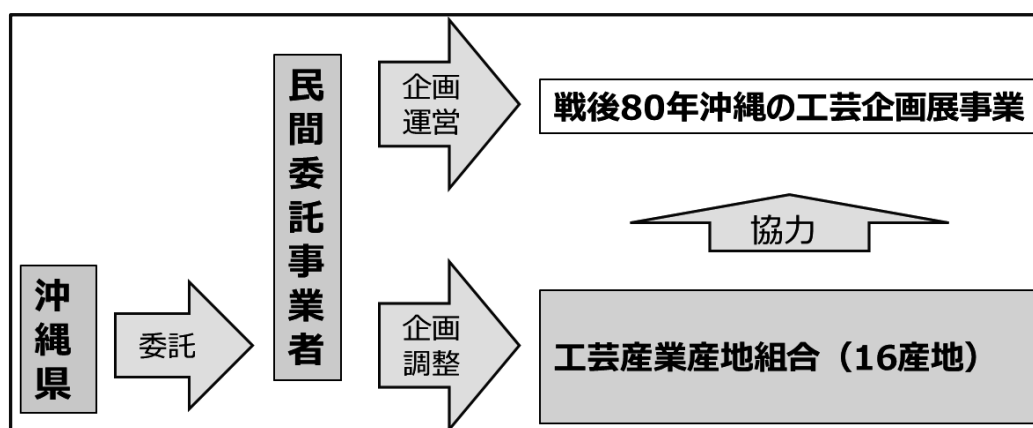 沖縄県
委託
民間委託事業者
企画
運営
戦後80年沖縄の工芸企画展事業
協力
企画
調整
工芸産業産地組合（16産地）